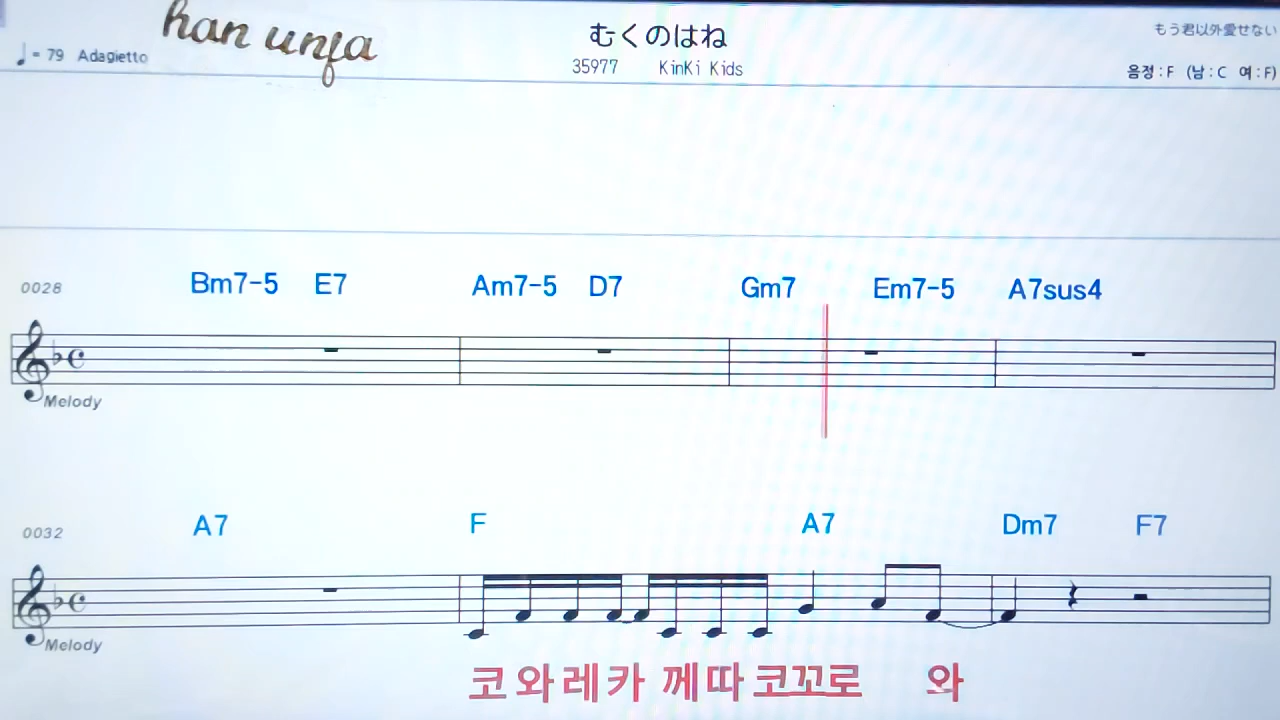 han unfa
むくのはね
もう君以外愛せない
♩= 79 Adagietto
35977 KinKi Kids
음정 : F (남 : C 여 : F)
0028 Bm7-5 E7 Am7-5 D7 Gm7 Em7-5 A7sus4
Melody
0032 A7 F A7 Dm7 F7
Melody
코 와 레 카 께 따 코 꼬 로 와